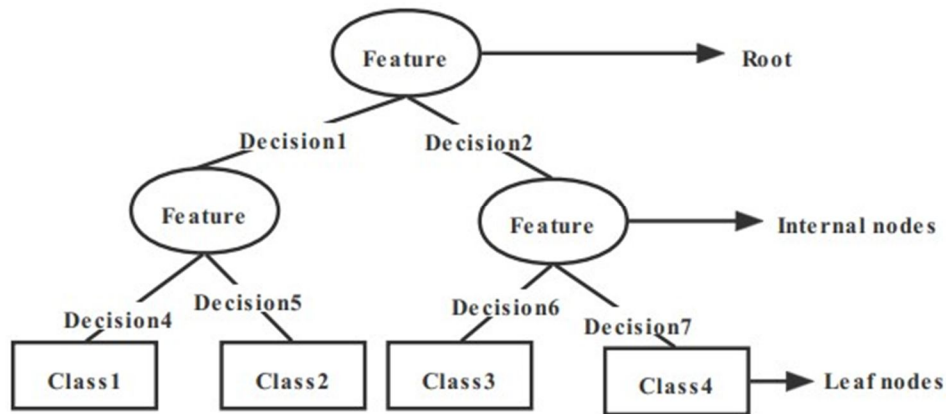 Feature
Root
Decision1
Decision2
Feature
Feature
Internal nodes
Decision4
Decision5
Decision6
Decision7
Class1
Class2
Class3
Class4
Leaf nodes